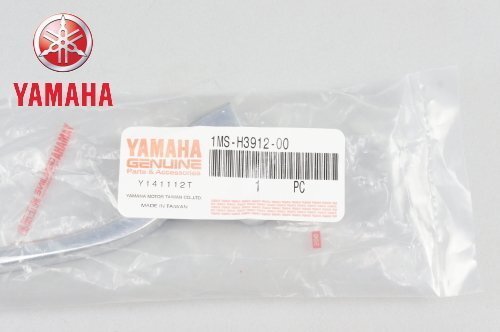 YAMAHA
YAMAHA
GENUINE
Parts & Accessories
Y141112T
YAMAHA MOTOR TAIWAN CO.,LTD.
MADE IN TAIWAN
1MS-H3912-00
1 PC
YAMAHA